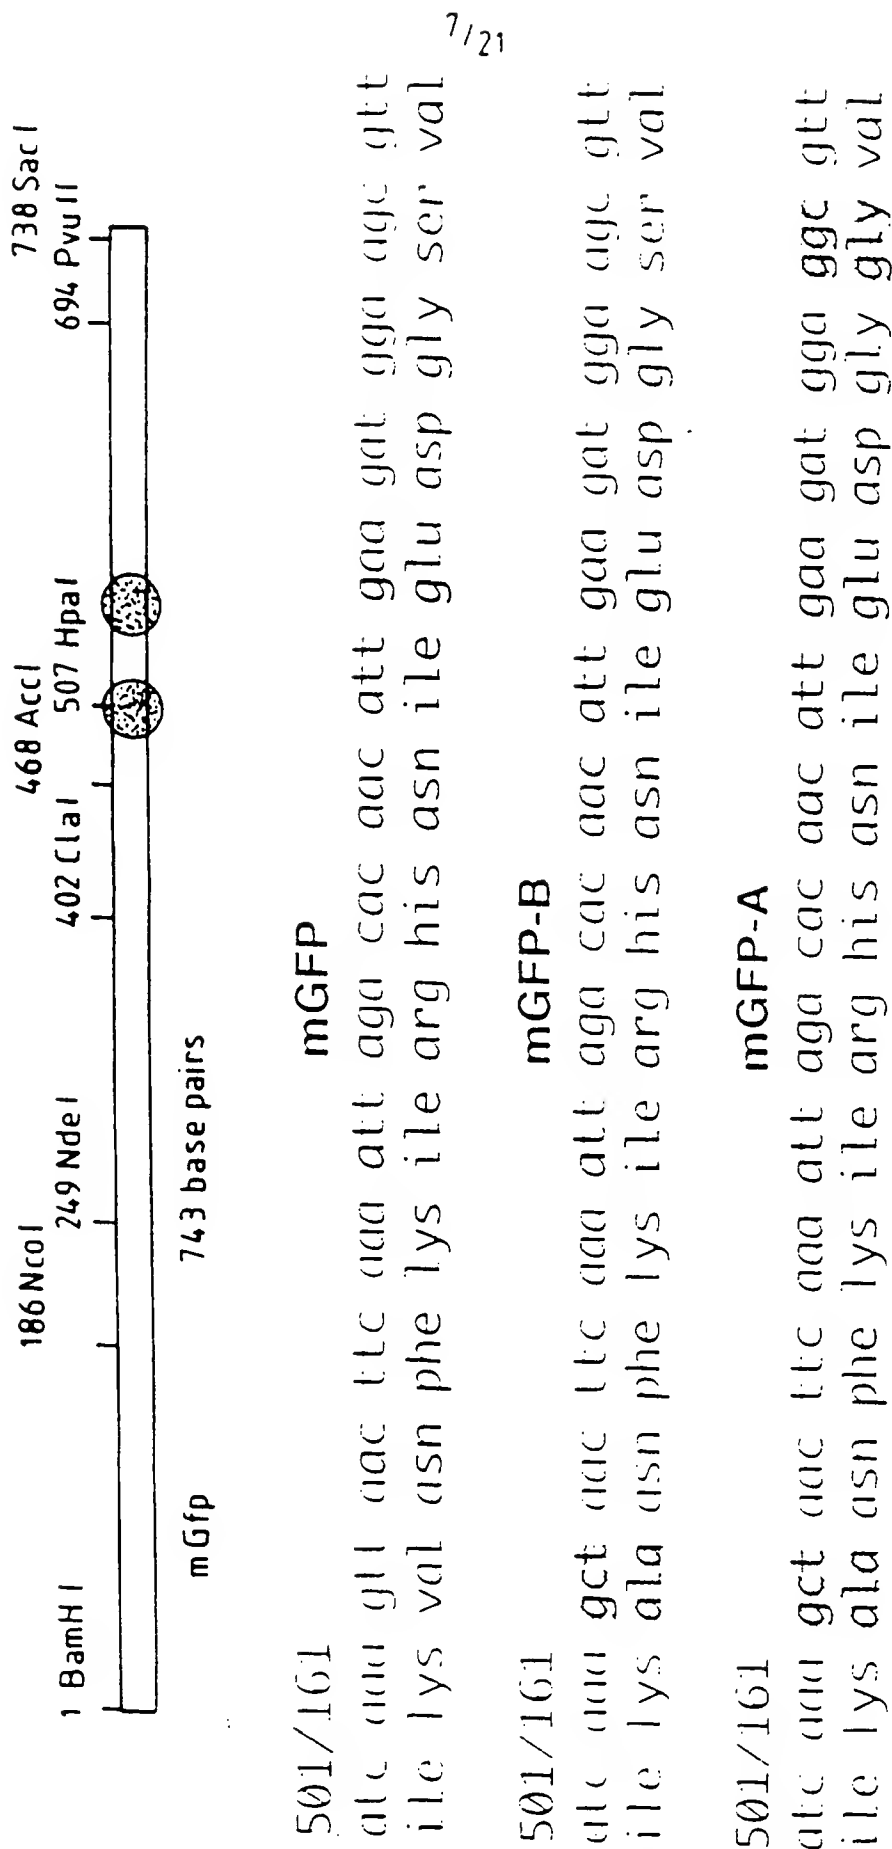 7/21
186 NcoI
468 AccI
738 SacI
1 BamHI
249 NdeI
402 ClaI
507 HpaI
694 PvuII
mGfp
743 base pairs
mGFP
501/161
atc aaa gtt aac ttc aaa att aga cac aac att gaa gat gga agc gtt
ile lys val asn phe lys ile arg his asn ile glu asp gly ser val
mGFP-B
501/161
atc aaa gct aac ttc aaa att aga cac aac att gaa gat gga agc gtt
ile lys ala asn phe lys ile arg his asn ile glu asp gly ser val
mGFP-A
501/161
atc aaa gct aac ttc aaa att aga cac aac att gaa gat gga ggc gtt
ile lys ala asn phe lys ile arg his asn ile glu asp gly gly val